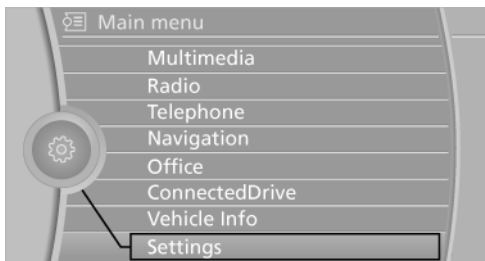 Main menu
Multimedia
Radio
Telephone
Navigation
Office
ConnectedDrive
Vehicle Info
Settings